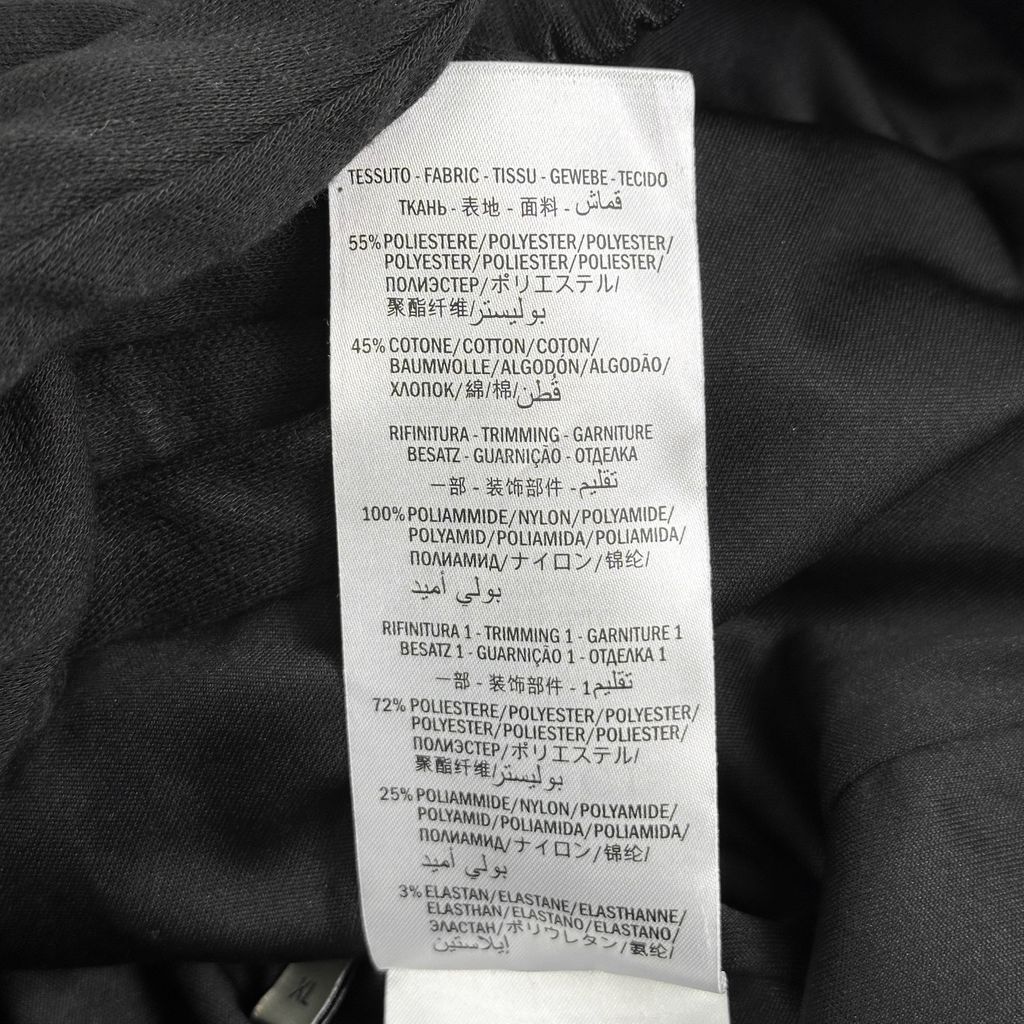 TESSUTO - FABRIC - TISSU - GEWEBE - TECIDO
ТКАНЬ - 表地 - 面料 - قماش
55% POLIESTERE/POLYESTER/POLYESTER/
POLYESTER/POLIESTER/POLIESTER/
ПОЛИЭСТЕР/ポリエステル/
聚酯纤维/بوليستر
45% COTONE/COTTON/COTON/
BAUMWOLLE/ALGODÓN/ALGODÃO/
ХЛОПОК/綿/棉/قُطن
RIFINITURA - TRIMMING - GARNITURE
BESATZ - GUARNIÇÃO - ОТДЕЛКА
一部 - 装饰部件 - تقليم
100% POLIAMMIDE/NYLON/POLYAMIDE/
POLYAMID/POLIAMIDA/POLIAMIDA/
ПОЛИАМИД/ナイロン/锦纶/
بولي أميد
RIFINITURA 1 - TRIMMING 1 - GARNITURE 1
BESATZ 1 - GUARNIÇÃO 1 - ОТДЕЛКА 1
一部 - 装饰部件 - 1تقليم
72% POLIESTERE/POLYESTER/POLYESTER/
POLYESTER/POLIESTER/POLIESTER/
ПОЛИЭСТЕР/ポリエステル/
聚酯纤维/بوليستر
25% POLIAMMIDE/NYLON/POLYAMIDE/
POLYAMID/POLIAMIDA/POLIAMIDA/
ПОЛИАМИД/ナイロン/锦纶/
بولي أميد
3% ELASTAN/ELASTANE/ELASTHANNE/
ELASTHAN/ELASTANO/ELASTANO/
ЭЛАСТАН/ポリウレタン/氨纶/
إيلاستين
XL